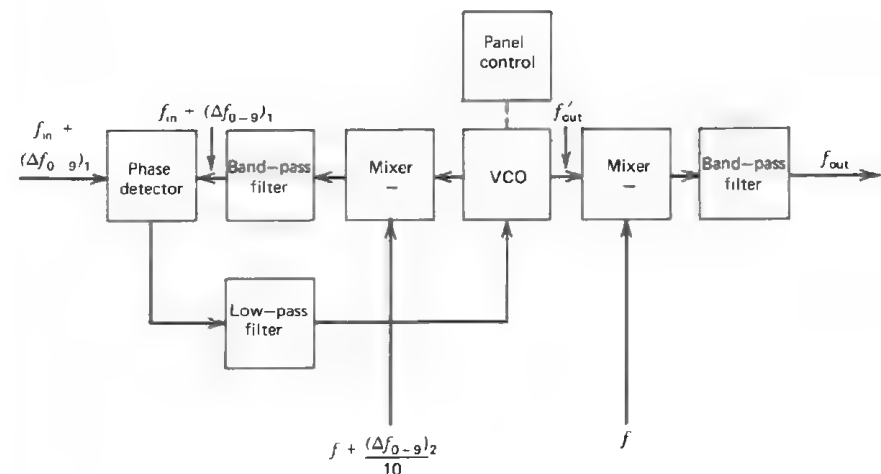 Panel
control
f_in + (Δf_0–9)_1
f'_out
f_in +
(Δf_0 9)_1
Phase
detector
Band–pass
filter
Mixer
–
VCO
Mixer
–
Band–pass
filter
f_out
Low–pass
filter
f + (Δf_0–9)_2
10
f